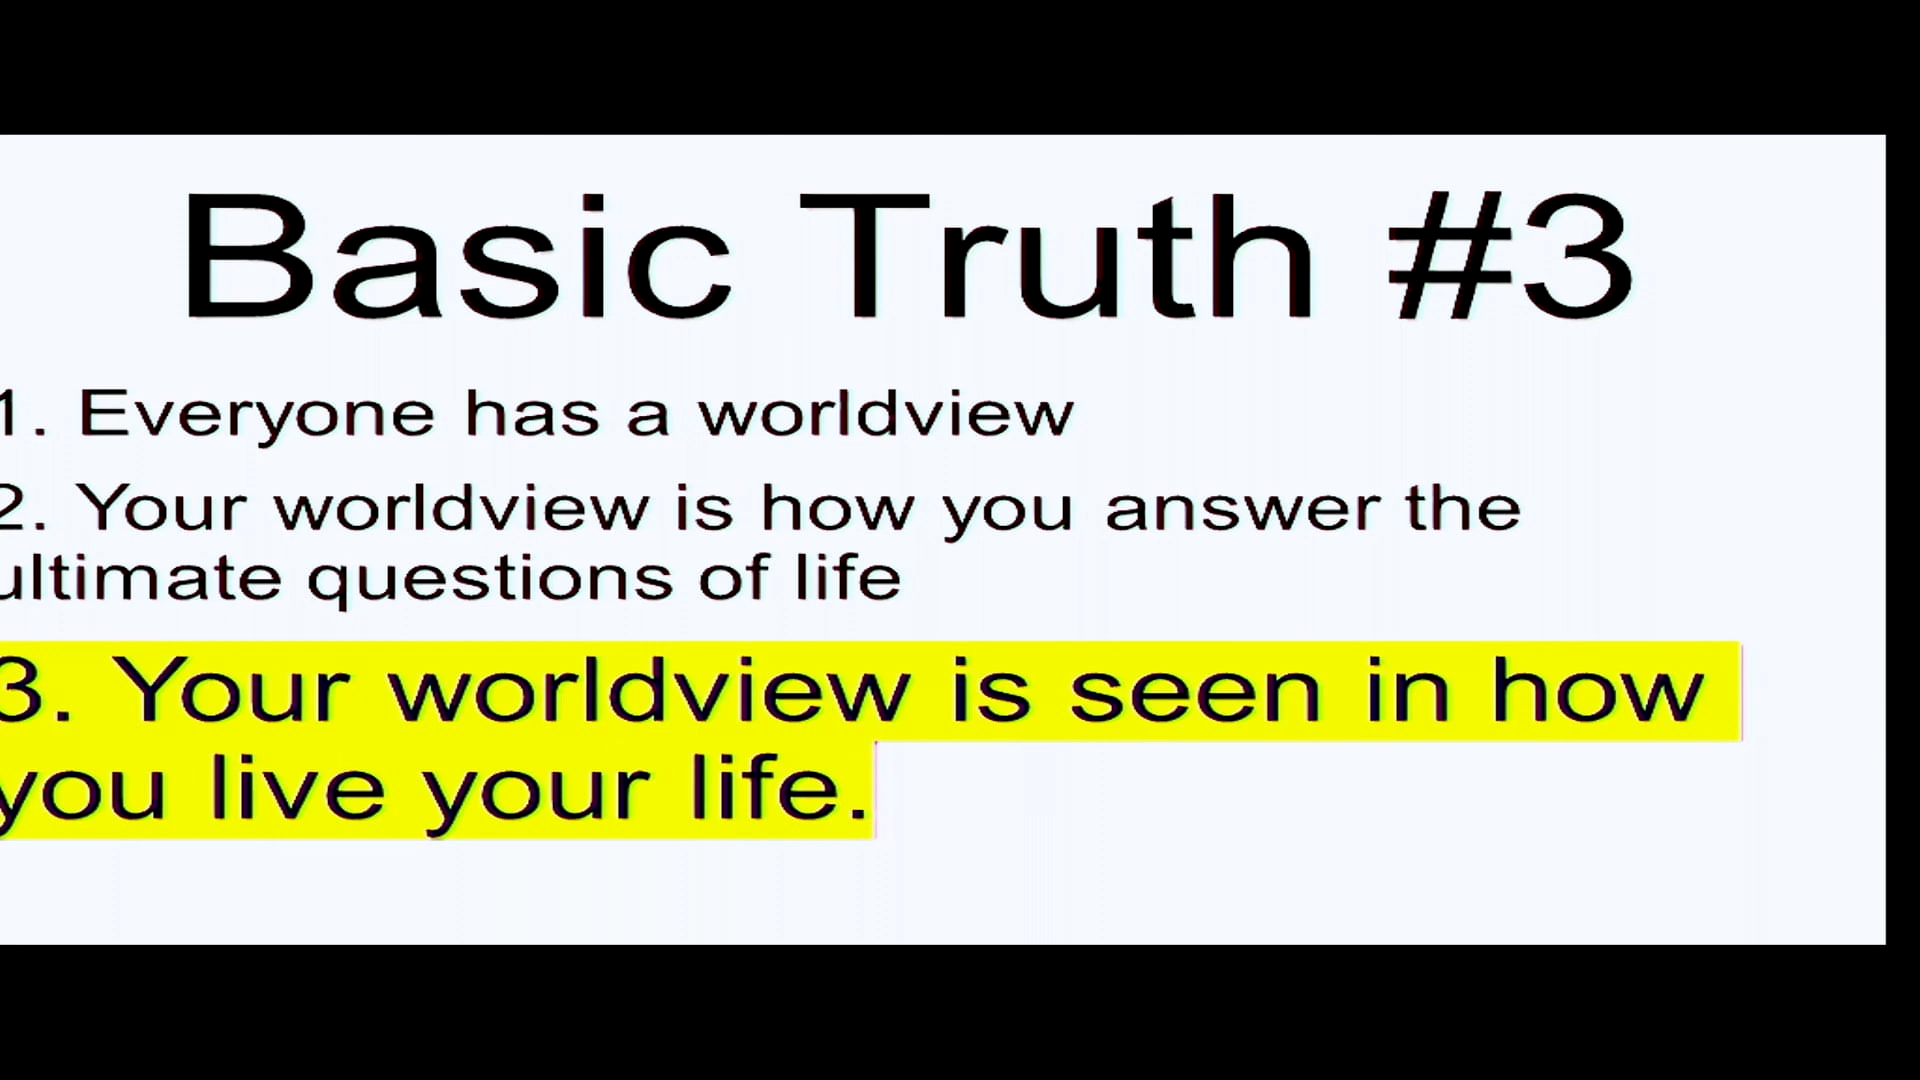 Basic Truth #3
1. Everyone has a worldview
2. Your worldview is how you answer the
ultimate questions of life
3. Your worldview is seen in how
you live your life.